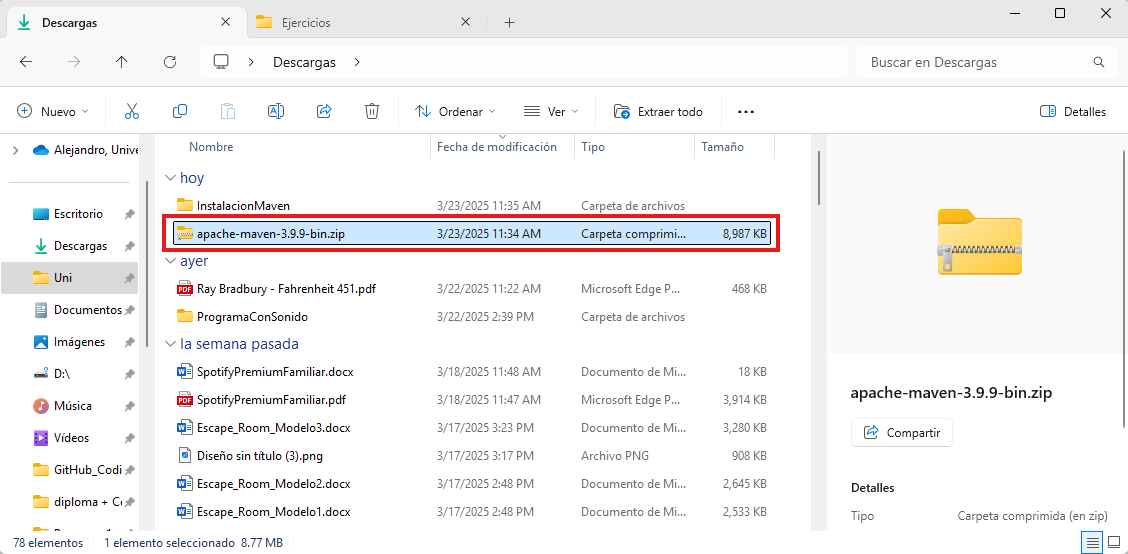 Descargas
Ejercicios
Descargas
Buscar en Descargas
Nuevo
Ordenar
Ver
Extraer todo
Detalles
Alejandro, Unive
Escritorio
Descargas
Uni
Documentos
Imágenes
D:\
Música
Vídeos
GitHub_Codi
diploma + Co
Nombre Fecha de modificación Tipo Tamaño
hoy
InstalacionMaven 3/23/2025 11:35 AM Carpeta de archivos
apache-maven-3.9.9-bin.zip 3/23/2025 11:34 AM Carpeta comprimi... 8,987 KB
ayer
Ray Bradbury - Fahrenheit 451.pdf 3/22/2025 11:22 AM Microsoft Edge P... 468 KB
ProgramaConSonido 3/22/2025 2:39 PM Carpeta de archivos
la semana pasada
SpotifyPremiumFamiliar.docx 3/18/2025 11:48 AM Documento de Mi... 18 KB
SpotifyPremiumFamiliar.pdf 3/18/2025 11:47 AM Microsoft Edge P... 3,914 KB
Escape_Room_Modelo3.docx 3/17/2025 3:23 PM Documento de Mi... 3,280 KB
Diseño sin título (3).png 3/17/2025 3:17 PM Archivo PNG 908 KB
Escape_Room_Modelo2.docx 3/17/2025 2:48 PM Documento de Mi... 2,645 KB
Escape_Room_Modelo1.docx 3/17/2025 2:48 PM Documento de Mi... 2,533 KB
apache-maven-3.9.9-bin.zip
Compartir
Detalles
Tipo Carpeta comprimida (en zip)
78 elementos 1 elemento seleccionado 8.77 MB